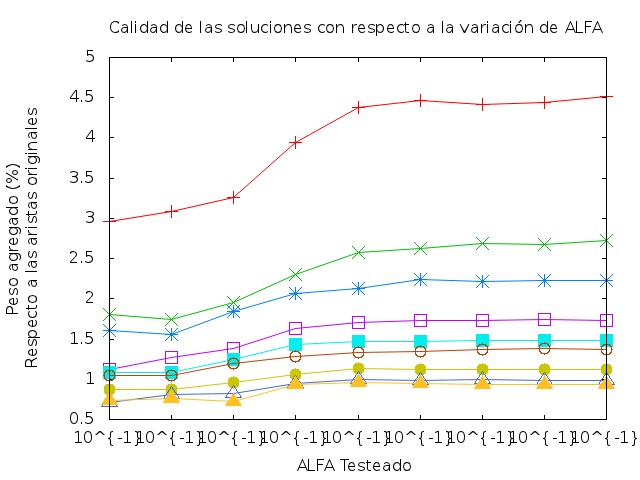 Calidad de las soluciones con respecto a la variación de ALFA
Peso agregado (%)
Respecto a las aristas originales
5
4.5
4
3.5
3
2.5
2
1.5
1
0.5
10^{-1} 10^{-1} 10^{-1} 10^{-1} 10^{-1} 10^{-1} 10^{-1} 10^{-1} 10^{-1}
ALFA Testeado